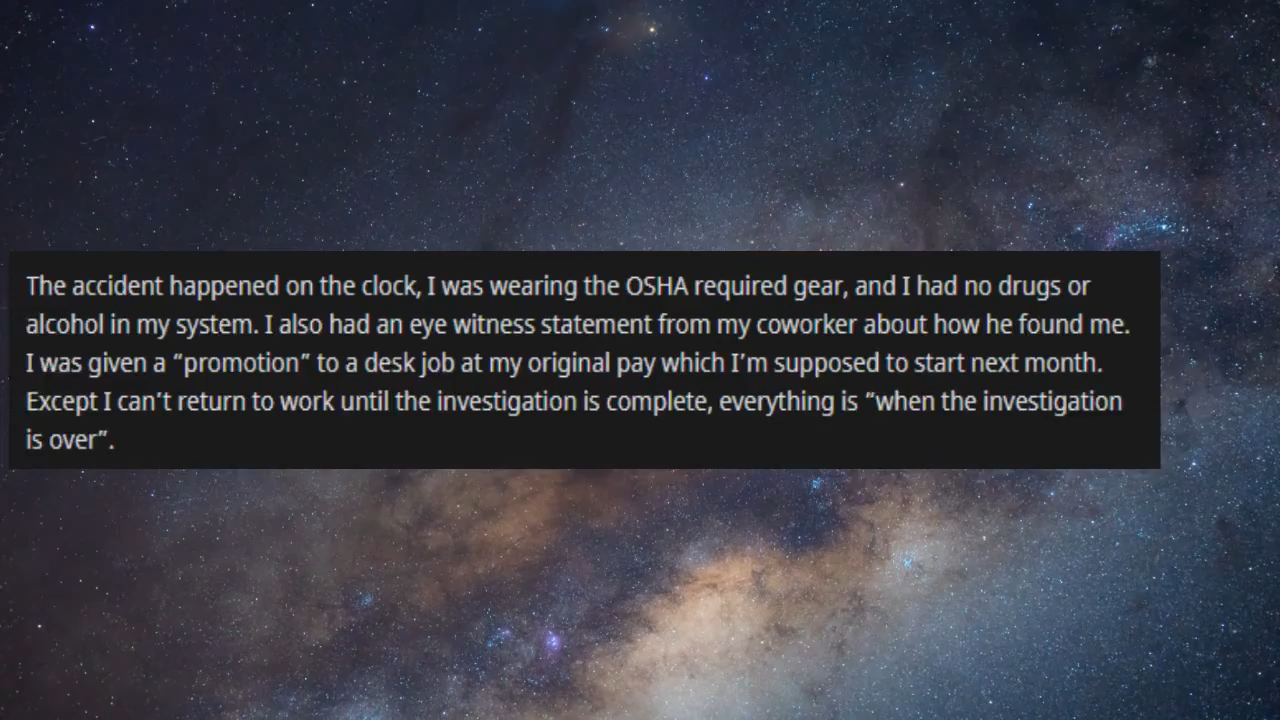 The accident happened on the clock, I was wearing the OSHA required gear, and I had no drugs or
alcohol in my system. I also had an eye witness statement from my coworker about how he found me.
I was given a “promotion” to a desk job at my original pay which I’m supposed to start next month.
Except I can’t return to work until the investigation is complete, everything is “when the investigation
is over”.